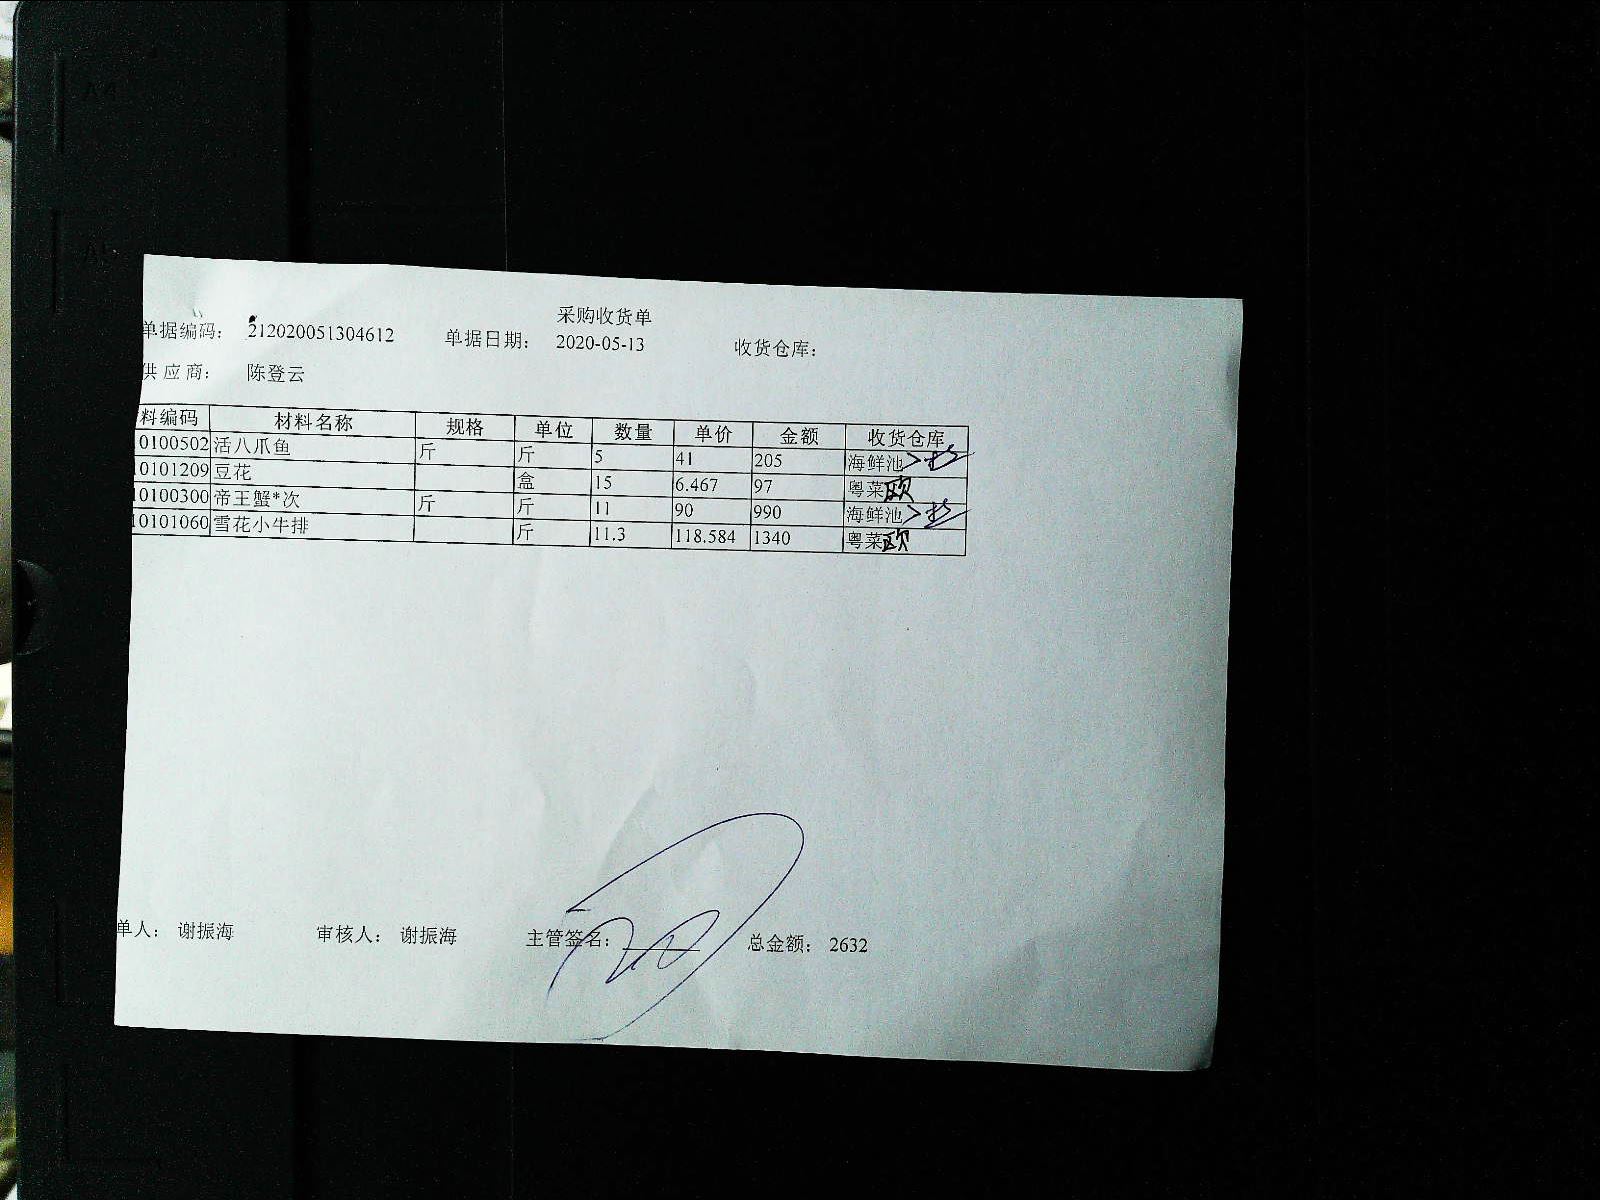 采购收货单
单据编码： 212020051304612 单据日期： 2020-05-13 收货仓库：
供应商： 陈登云
料编码 材料名称 规格 单位 数量 单价 金额 收货仓库
10100502 活八爪鱼 斤 斤 5 41 205 海鲜池
10101209 豆花 盒 15 6.467 97 粤菜 欧
10100300 帝王蟹*次 斤 斤 11 90 990 海鲜池
10101060 雪花小牛排 斤 11.3 118.584 1340 粤菜 欧
单人： 谢振海 审核人： 谢振海 主管签名： 总金额： 2632